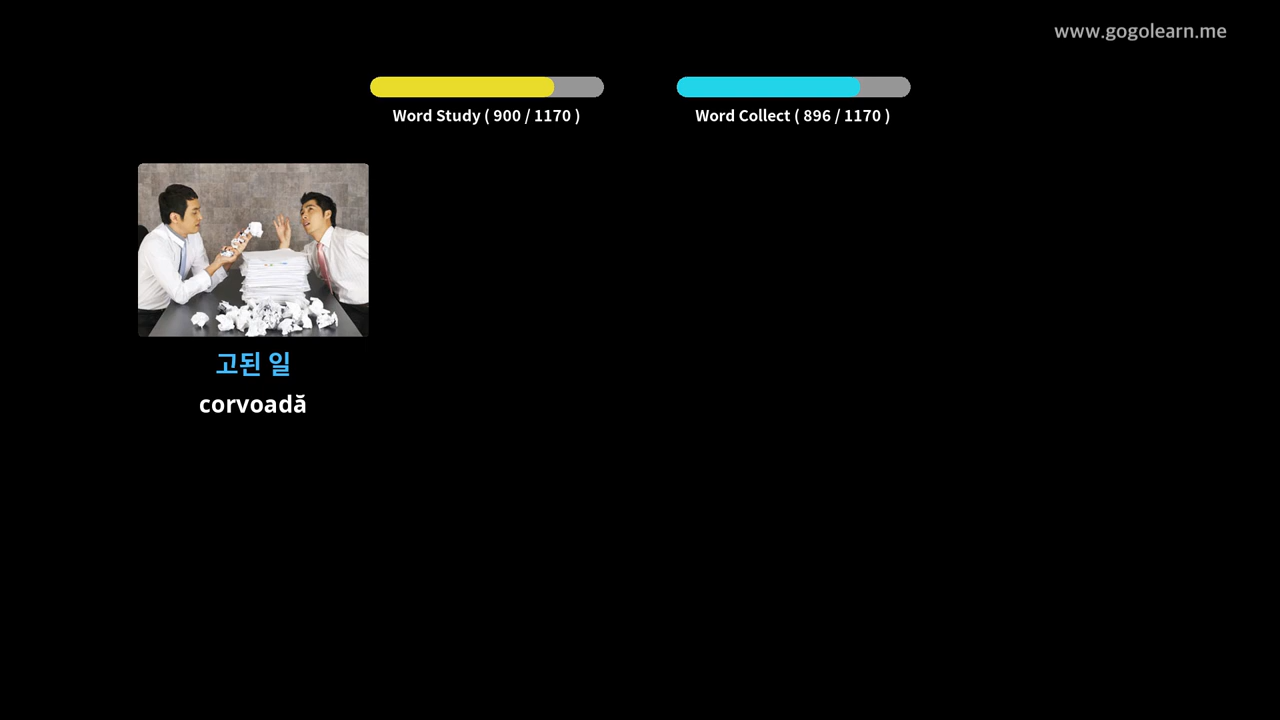 www.gogolearn.me
Word Study ( 900 / 1170 )
Word Collect ( 896 / 1170 )
고된 일
corvoadă